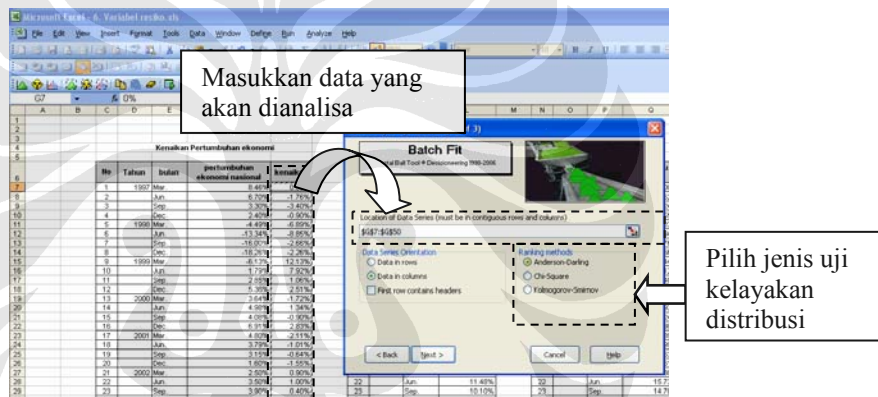 Microsoft Excel - 6. Variabel resiko.xls
File Edit View Insert Format Tools Data Window Define Run Analyze Help
Masukkan data yang
akan dianalisa
G7 0%
A B C D E M N O P Q
Kenaikan Pertumbuhan ekonomi
Batch Fit
No Tahun bulan pertumbuhan ekonomi nasional
1 1997 Mar. 8.46%
2 Jun. 6.70% -1.76%
3 Sep. 3.30% -3.40%
4 Dec. 2.40% -0.90%
5 1998 Mar. -4.49% -6.89%
6 Jun. -13.34% -8.85%
7 Sep. -16.00% -2.66%
8 Dec. -18.26% -2.26%
9 1999 Mar. -6.13% 12.13%
10 Jun. 1.79% 7.92%
11 Sep. 2.85% 1.06%
12 Dec. 5.36% 2.51%
13 2000 Mar. 3.64% -1.72%
14 Jun. 4.98% 1.34%
15 Sep. 4.08% -0.90%
16 Dec. 6.91% 2.83%
17 2001 Mar. 4.80% -2.11%
18 Jun. 3.79% -1.01%
19 Sep. 3.15% -0.64%
20 Dec. 1.60% -1.55%
21 2002 Mar. 2.50% 0.90%
22 Jun. 3.50% 1.00% 22 Jun. 11.48% 22 Jun.
23 Sep. 3.90% 0.40% 23 Sep. 10.10% 23 Sep.
Location of Data Series (must be in contiguous rows and columns)
$G$7:$G$50
Data Series Orientation
Data in rows
Data in columns
First row contains headers
Ranking methods
Anderson-Darling
Chi-Square
Kolmogorov-Smirnov
< Back Next > Cancel Help
Pilih jenis uji
kelayakan
distribusi